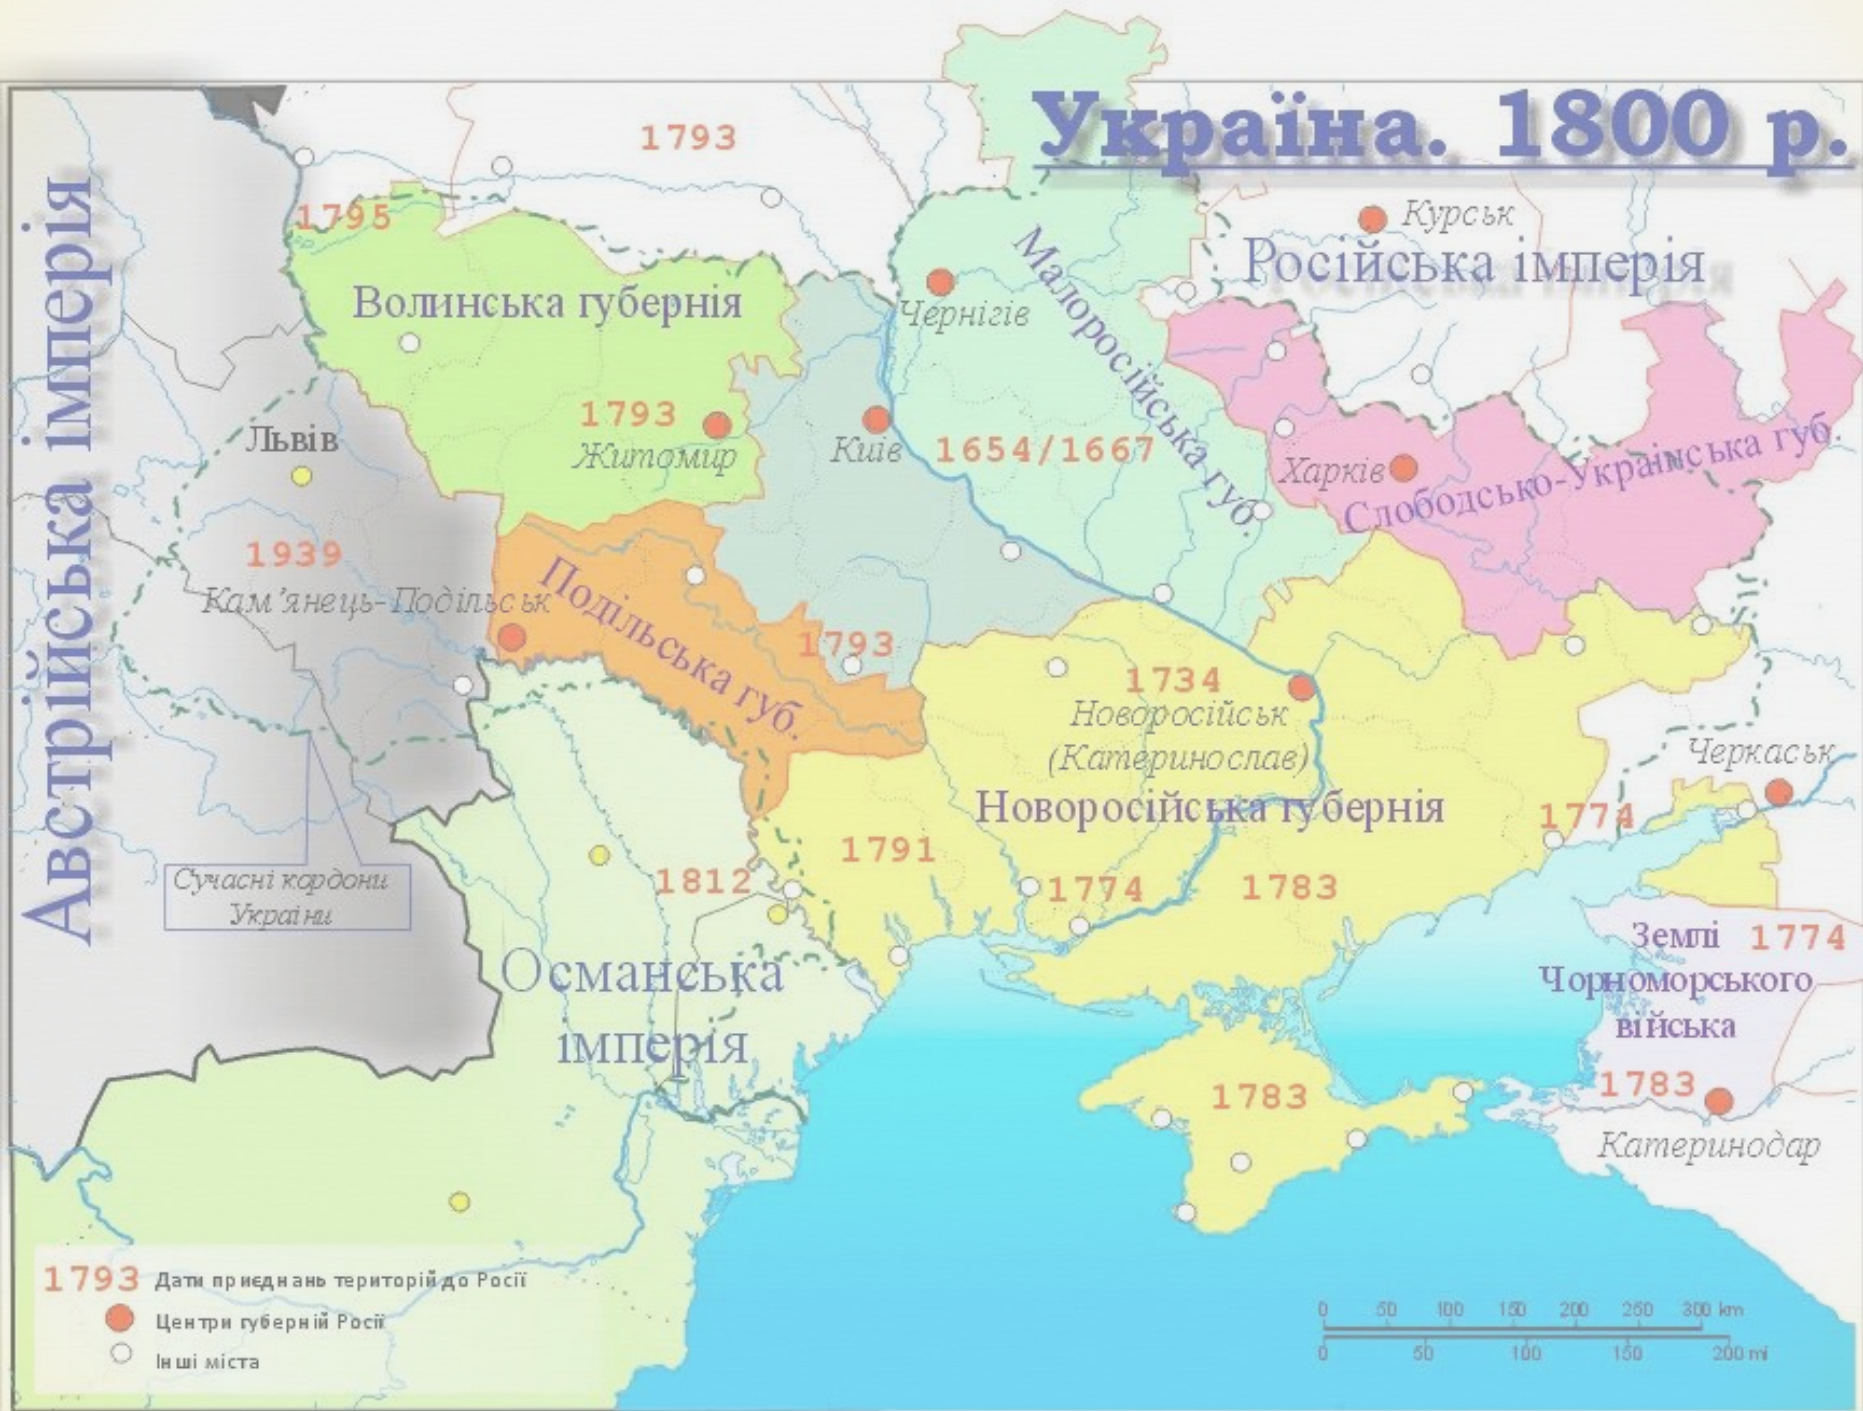 Україна. 1800 р.
Австрійська імперія
1793
1795
Курськ
Російська імперія
Волинська губернія
Чернігів
Малоросійська губ.
1793
Житомир
Київ
1654/1667
Харків
Слободсько-Українська губ.
Львів
1939
Кам'янець-Подільськ
Подільська губ.
1793
1734
Новоросійськ
(Катеринослав)
Новоросійська губернія
Черкаськ
1774
1791
1774
1783
1812
Сучасні кордони
України
Османська
імперія
Землі
1774
Чорноморського
війська
1783
1783
Катеринодар
1793 Дати приєднань територій до Росії
Центри губерній Росії
Інші міста
0 50 100 150 200 250 300 km
0 50 100 150 200 mi